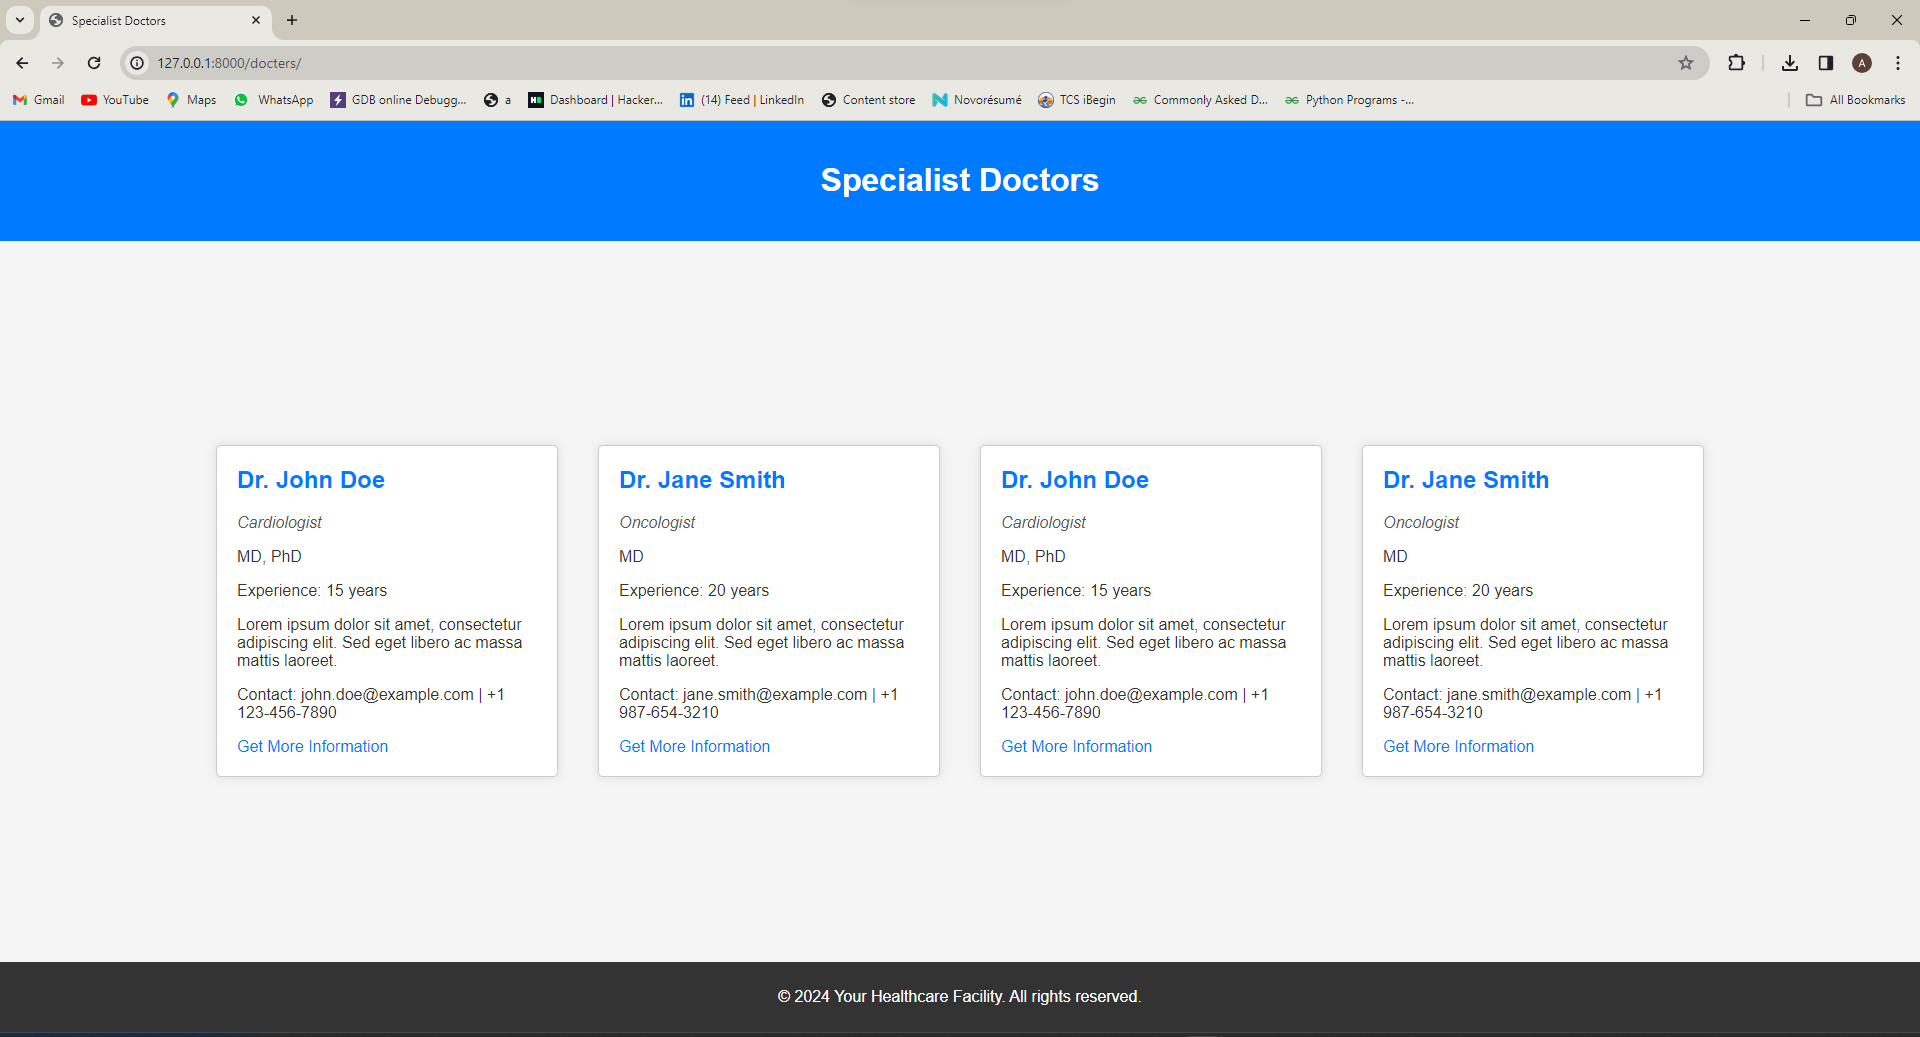 Specialist Doctors
127.0.0.1:8000/docters/
A
Gmail
YouTube
Maps
WhatsApp
GDB online Debugg...
a
Dashboard | Hacker...
(14) Feed | LinkedIn
Content store
Novorésumé
TCS iBegin
Commonly Asked D...
Python Programs -...
All Bookmarks
Specialist Doctors
Dr. John Doe
Cardiologist
MD, PhD
Experience: 15 years
Lorem ipsum dolor sit amet, consectetur
adipiscing elit. Sed eget libero ac massa
mattis laoreet.
Contact: john.doe@example.com | +1
123-456-7890
Get More Information
Dr. Jane Smith
Oncologist
MD
Experience: 20 years
Lorem ipsum dolor sit amet, consectetur
adipiscing elit. Sed eget libero ac massa
mattis laoreet.
Contact: jane.smith@example.com | +1
987-654-3210
Get More Information
Dr. John Doe
Cardiologist
MD, PhD
Experience: 15 years
Lorem ipsum dolor sit amet, consectetur
adipiscing elit. Sed eget libero ac massa
mattis laoreet.
Contact: john.doe@example.com | +1
123-456-7890
Get More Information
Dr. Jane Smith
Oncologist
MD
Experience: 20 years
Lorem ipsum dolor sit amet, consectetur
adipiscing elit. Sed eget libero ac massa
mattis laoreet.
Contact: jane.smith@example.com | +1
987-654-3210
Get More Information
© 2024 Your Healthcare Facility. All rights reserved.